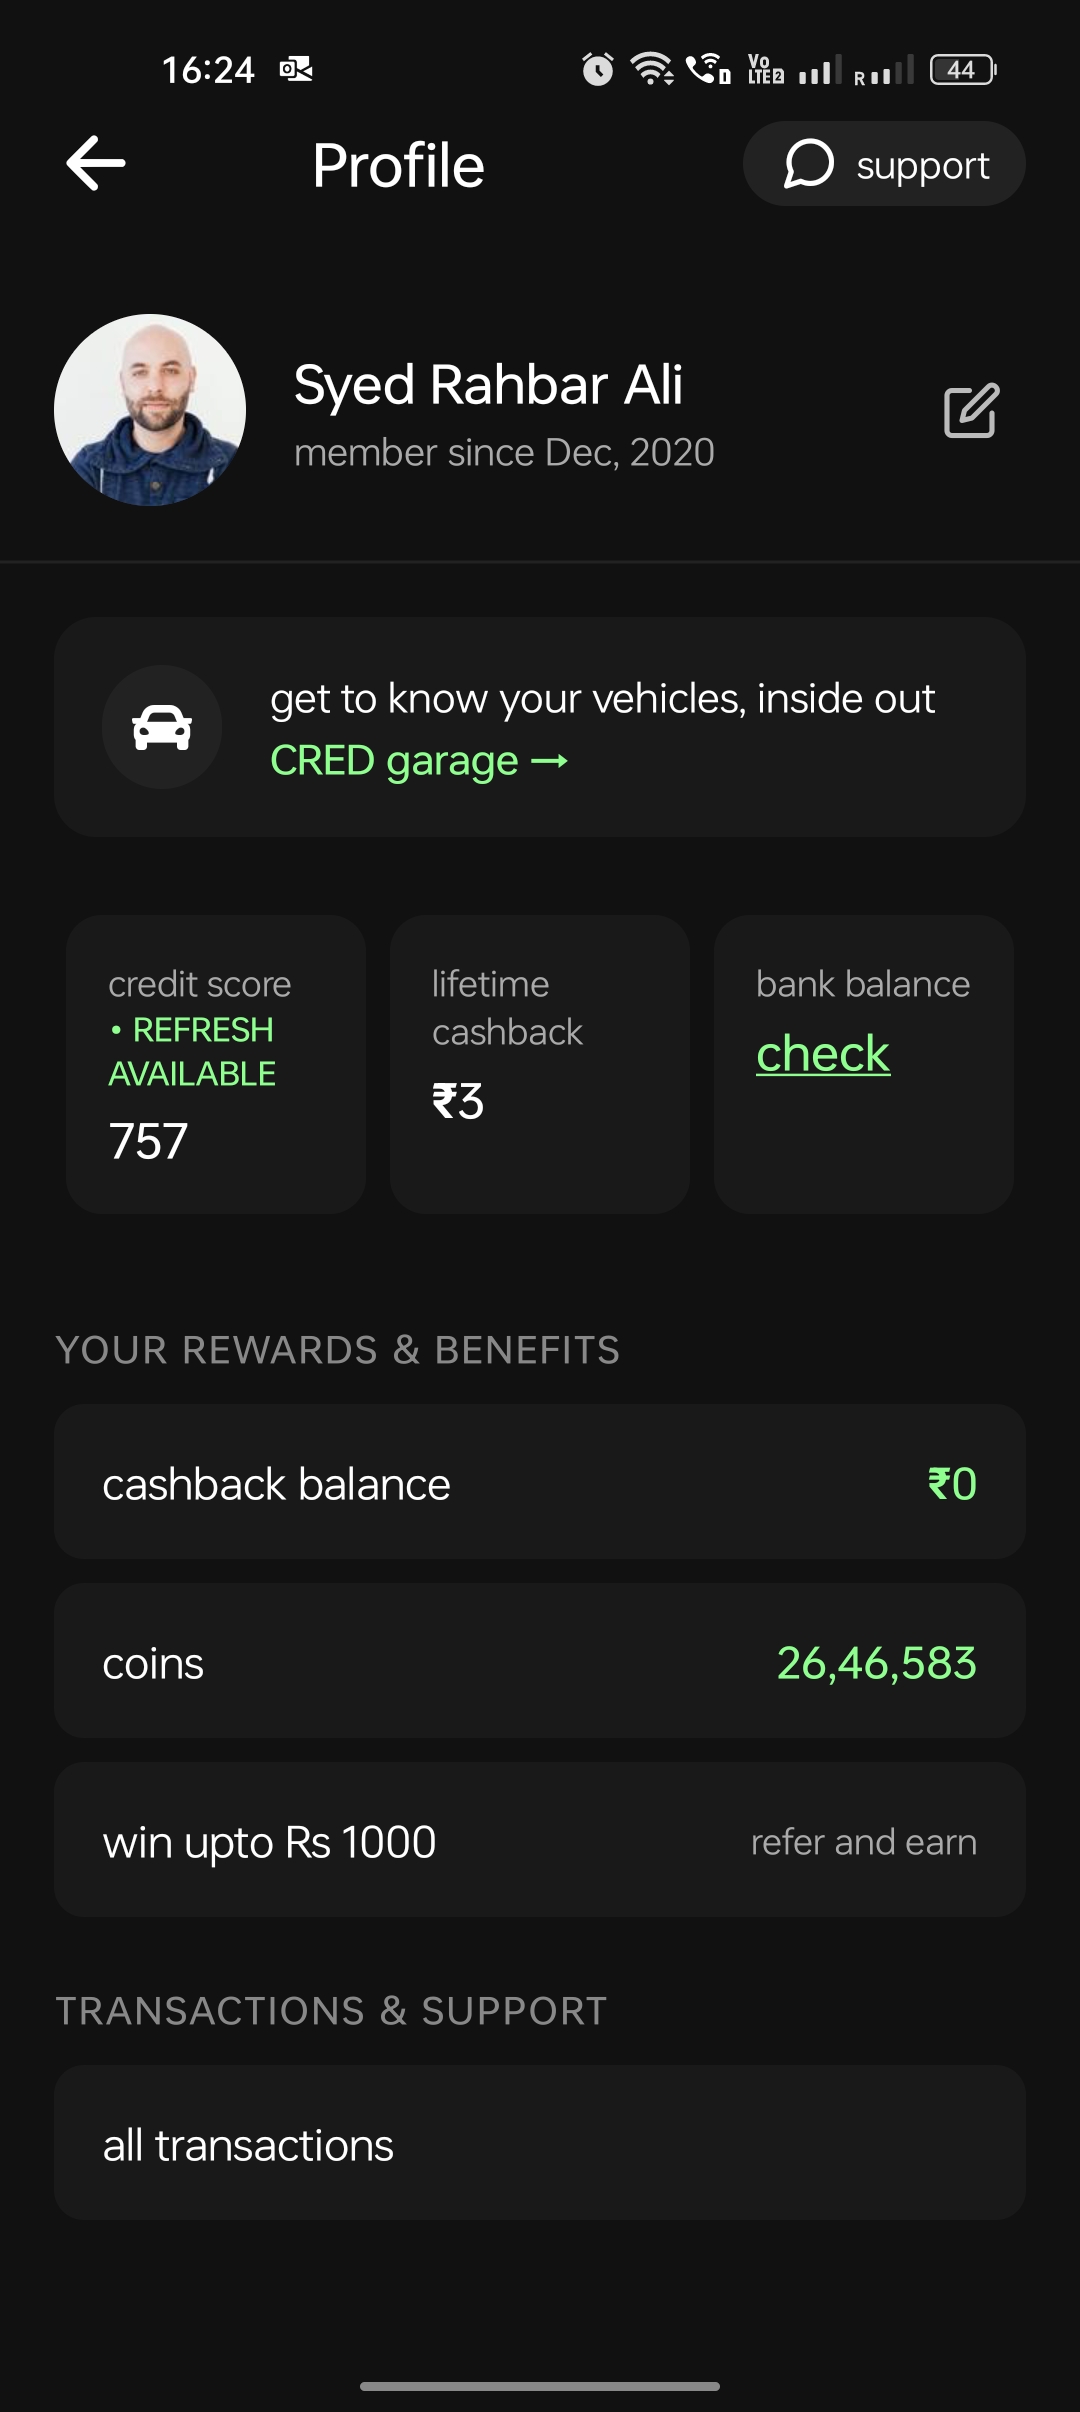 16:24
Vo
LTE 2
R
44
Profile
support
Syed Rahbar Ali
member since Dec, 2020
get to know your vehicles, inside out
CRED garage →
credit score
• REFRESH
AVAILABLE
757
lifetime
cashback
₹3
bank balance
check
YOUR REWARDS & BENEFITS
cashback balance
₹0
coins
26,46,583
win upto Rs 1000
refer and earn
TRANSACTIONS & SUPPORT
all transactions